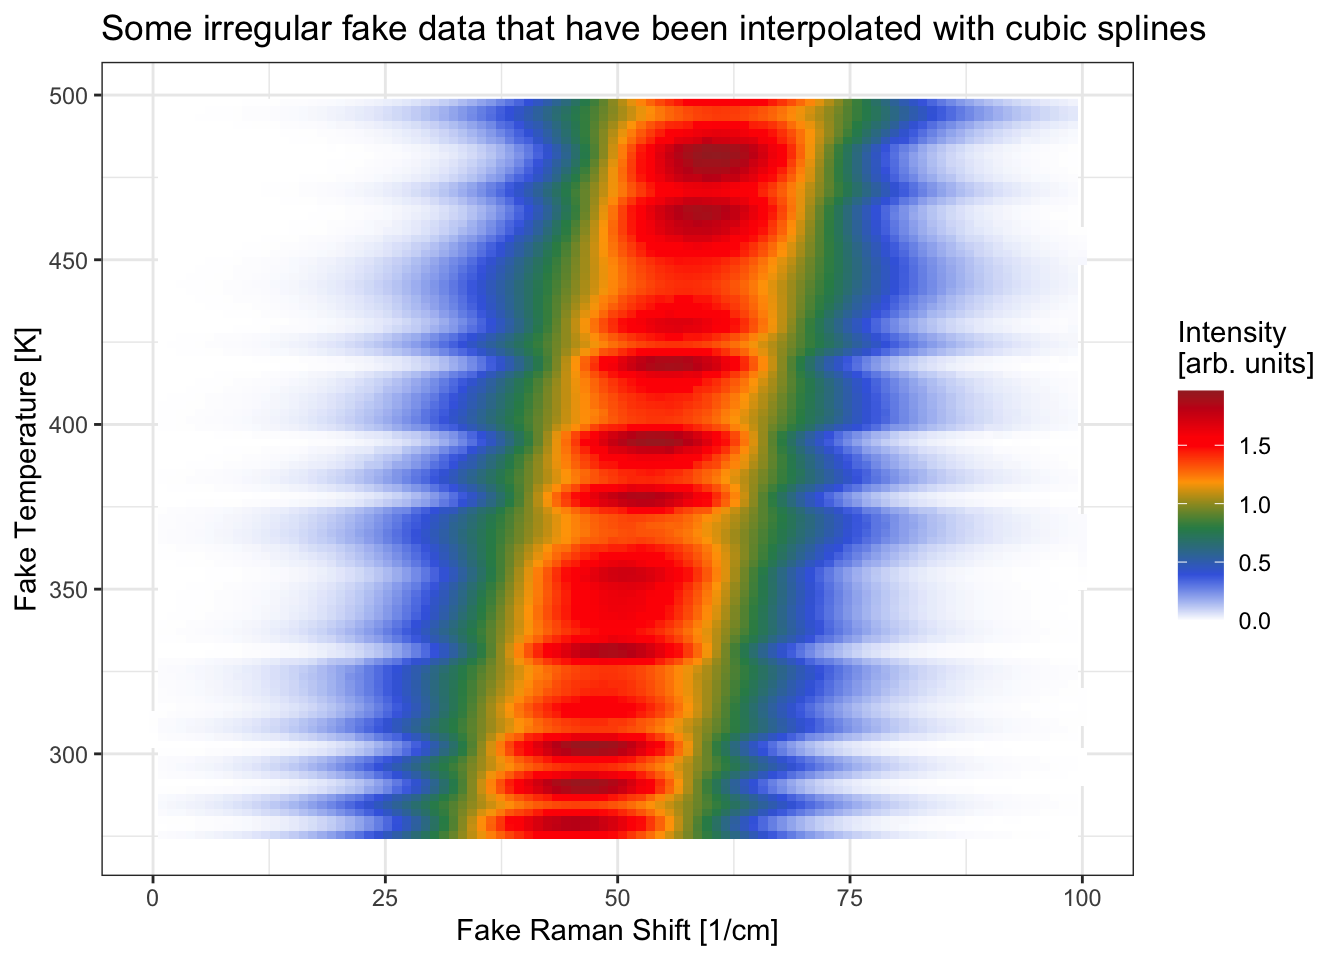 Some irregular fake data that have been interpolated with cubic splines
500
450
400
350
300
Fake Temperature [K]
0
25
50
75
100
Fake Raman Shift [1/cm]
Intensity
[arb. units]
1.5
1.0
0.5
0.0